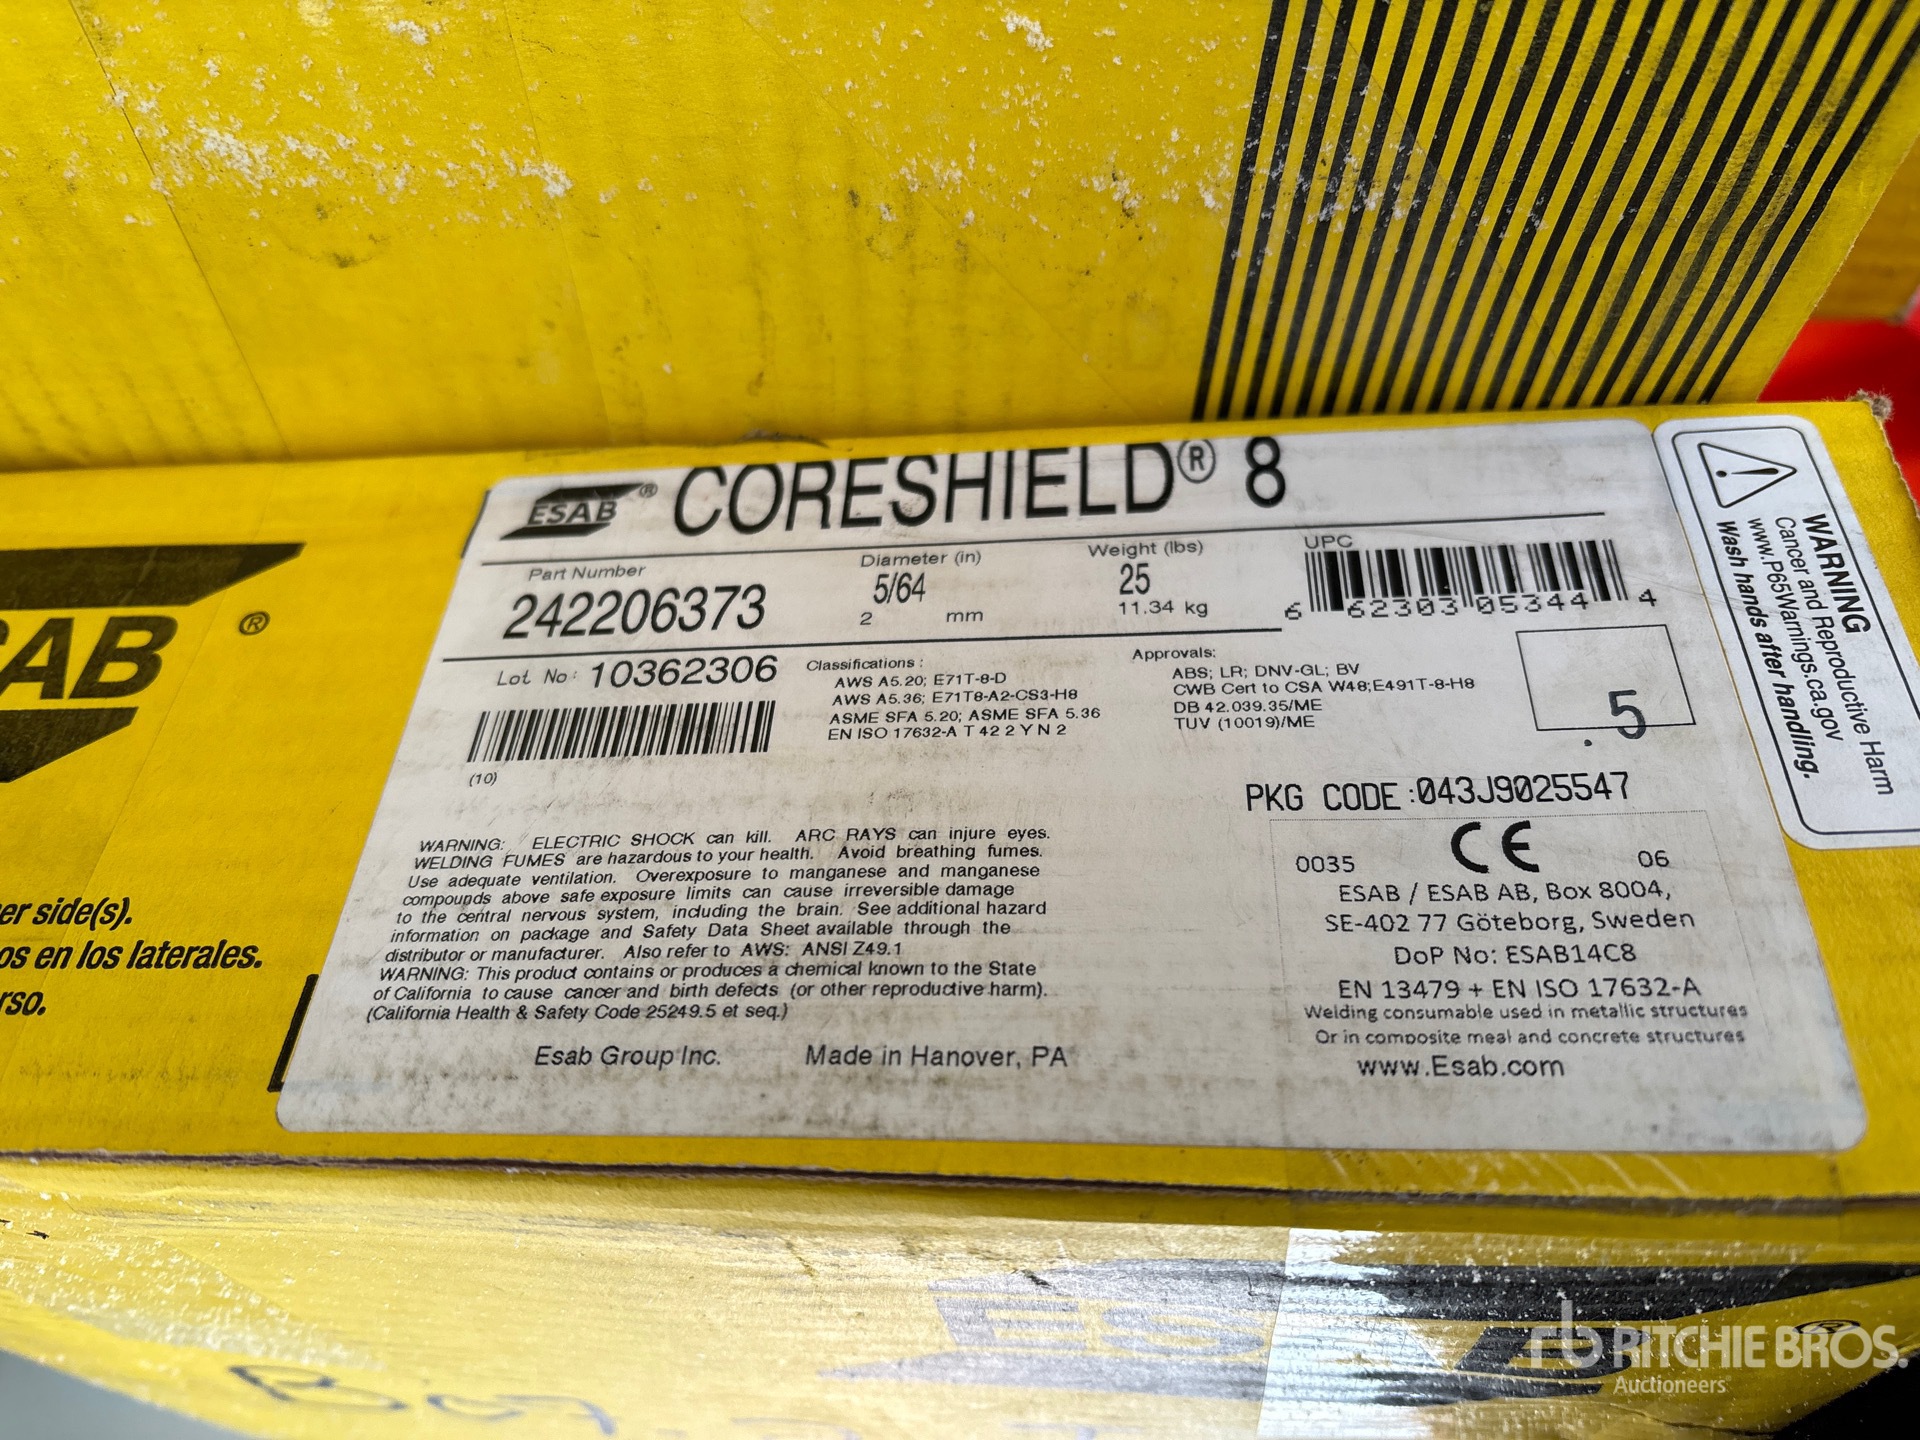 ESAB® CORESHIELD® 8
Part Number
242206373
Diameter (in)
5/64
2 mm
Weight (lbs)
25
11.34 kg
UPC
6 62303 05344 4
Lot No: 10362306
(10)
Classifications :
AWS A5.20; E71T-8-D
AWS A5.36; E71T8-A2-CS3-H8
ASME SFA 5.20; ASME SFA 5.36
EN ISO 17632-A T 42 2 Y N 2
Approvals:
ABS; LR; DNV-GL; BV
CWB Cert to CSA W48;E491T-8-H8
DB 42.039.35/ME
TUV (10019)/ME
.5
PKG CODE:043J9025547
WARNING: ELECTRIC SHOCK can kill. ARC RAYS can injure eyes.
WELDING FUMES are hazardous to your health. Avoid breathing fumes.
Use adequate ventilation. Overexposure to manganese and manganese
compounds above safe exposure limits can cause irreversible damage
to the central nervous system, including the brain. See additional hazard
information on package and Safety Data Sheet available through the
distributor or manufacturer. Also refer to AWS: ANSI Z49.1
WARNING: This product contains or produces a chemical known to the State
of California to cause cancer and birth defects (or other reproductive harm).
(California Health & Safety Code 25249.5 et seq.)
Esab Group Inc. Made in Hanover, PA
CE
0035 06
ESAB / ESAB AB, Box 8004,
SE-402 77 Göteborg, Sweden
DoP No: ESAB14C8
EN 13479 + EN ISO 17632-A
Welding consumable used in metallic structures
Or in composite meal and concrete structures
www.Esab.com
WARNING
Cancer and Reproductive Harm
www.P65Warnings.ca.gov
Wash hands after handling.
SAB®
er side(s).
os en los laterales.
rso.
ES
rb RITCHIE BROS.
Auctioneers